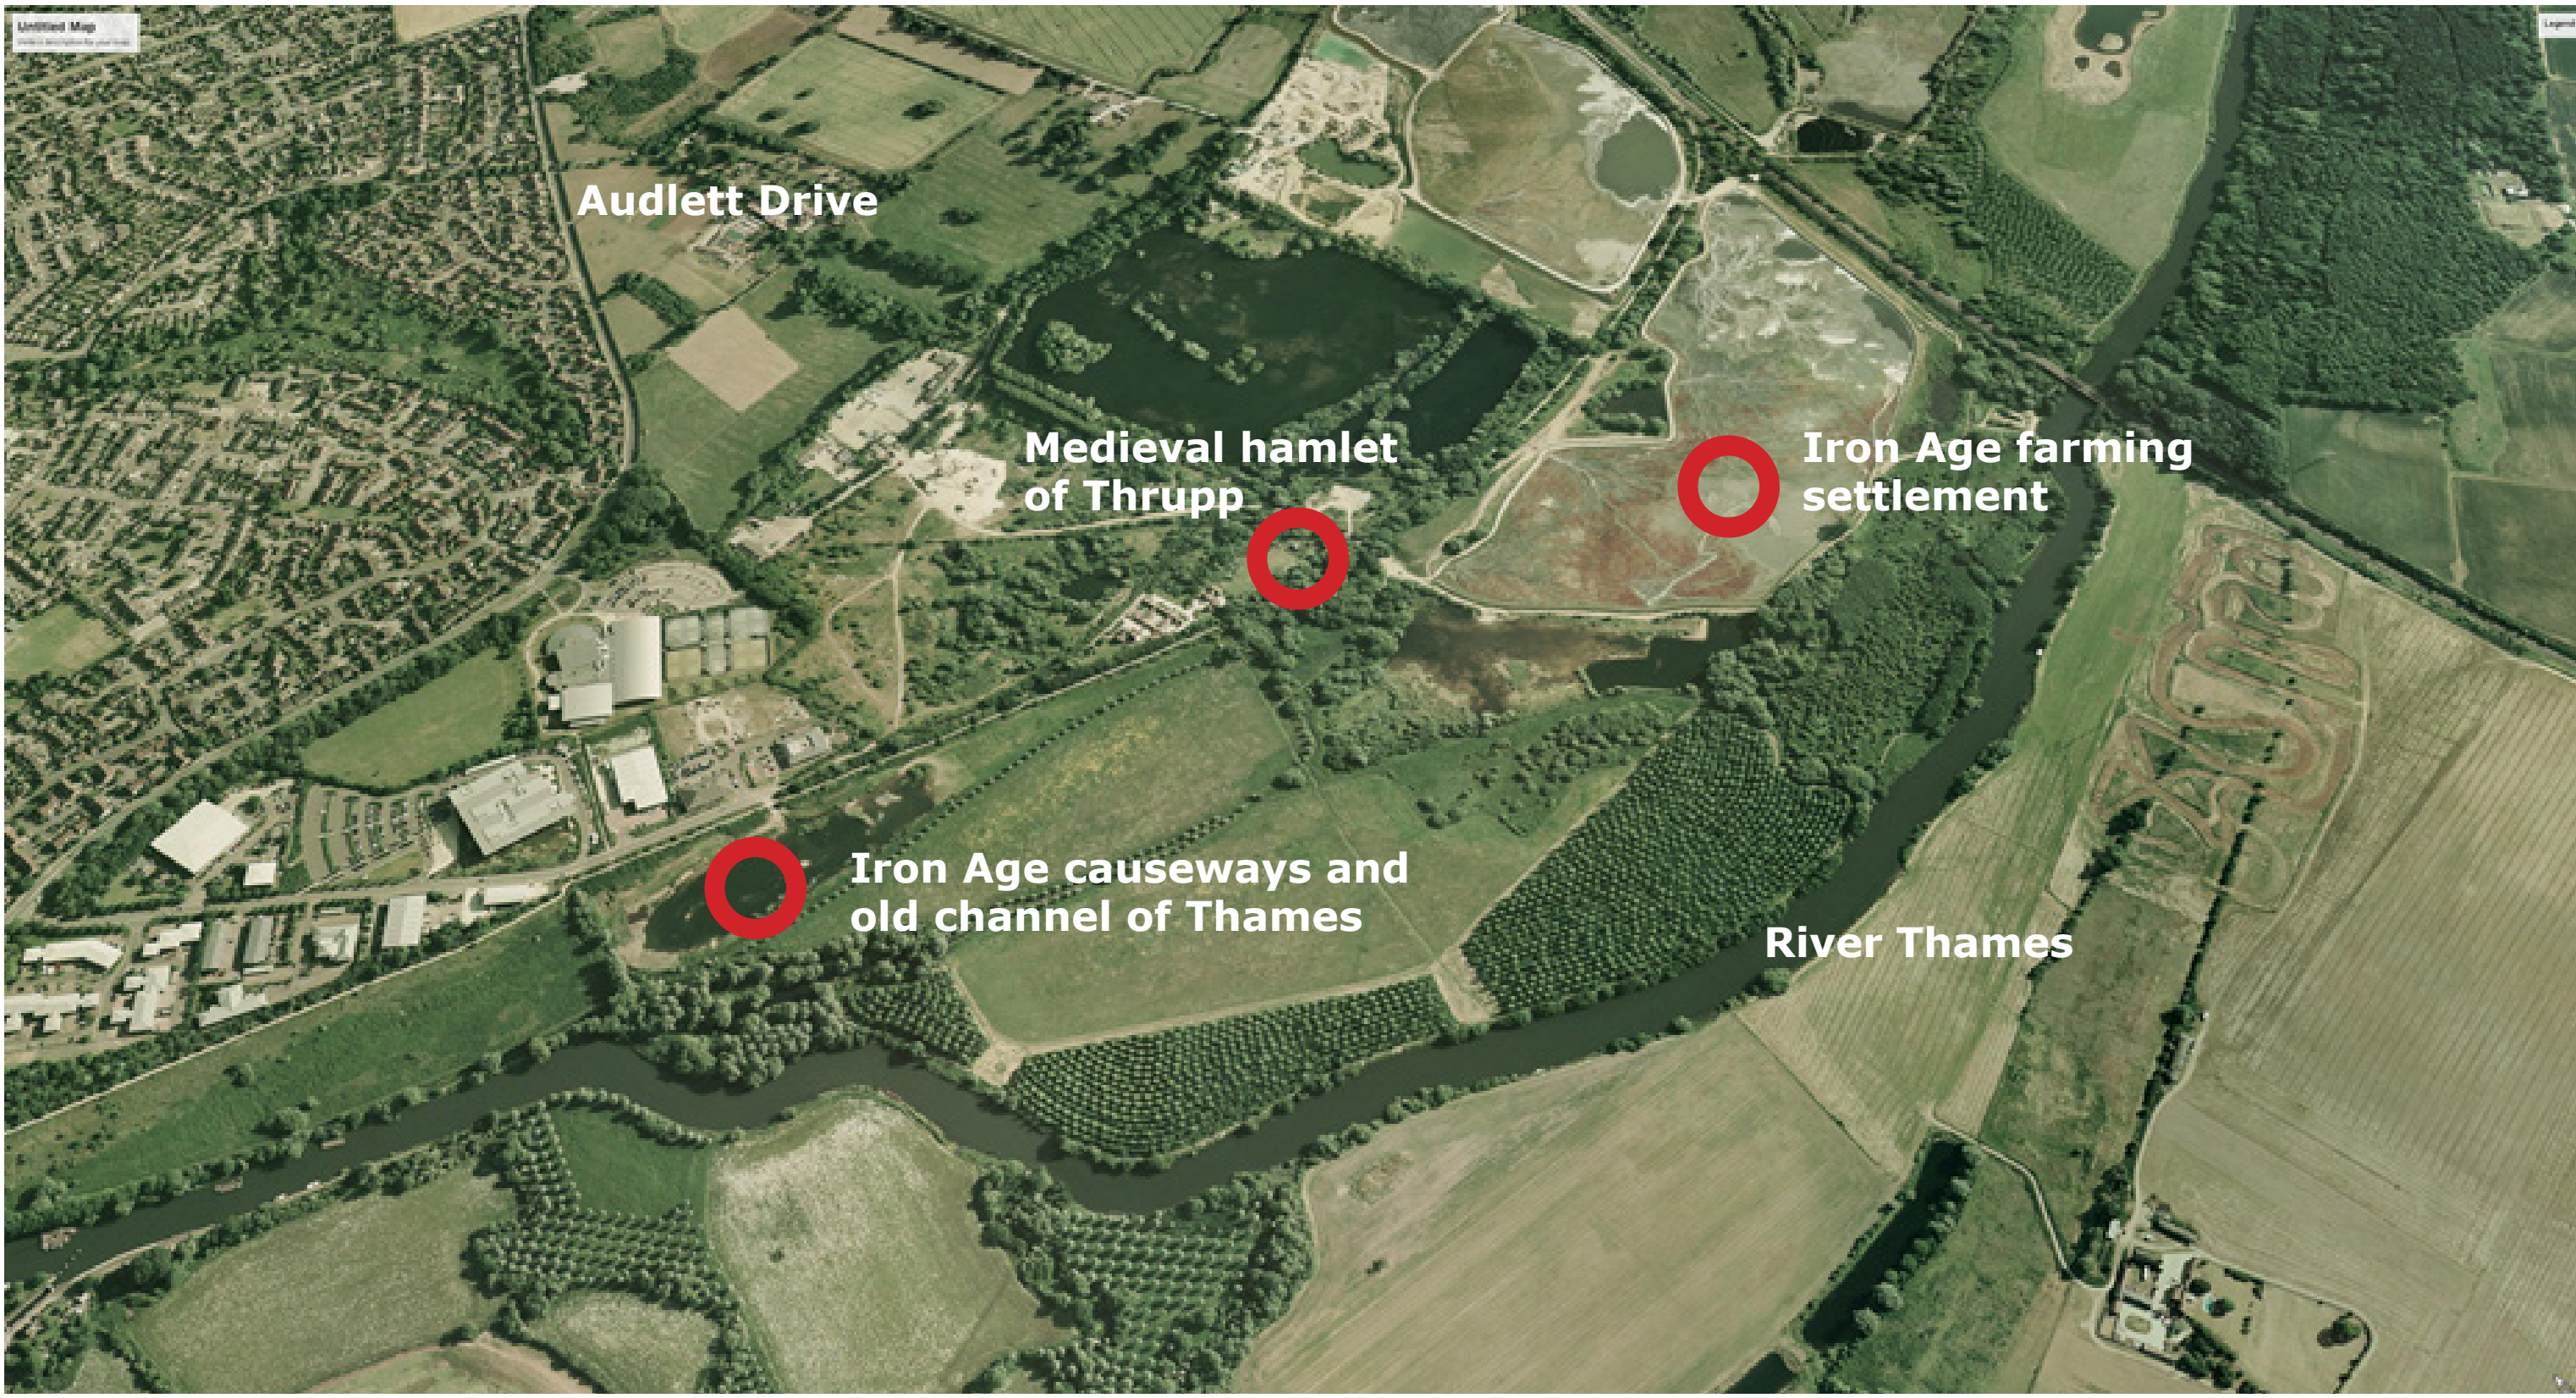 Untitled Map
Audlett Drive
Medieval hamlet
of Thrupp
Iron Age farming
settlement
Iron Age causeways and
old channel of Thames
River Thames